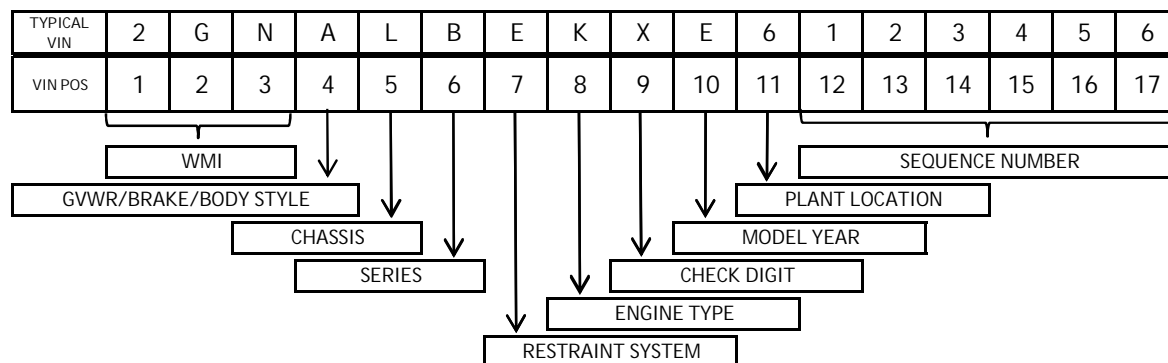 TYPICAL VIN 2 G N A L B E K X E 6 1 2 3 4 5 6
VIN POS 1 2 3 4 5 6 7 8 9 10 11 12 13 14 15 16 17
WMI SEQUENCE NUMBER
GVWR/BRAKE/BODY STYLE PLANT LOCATION
CHASSIS MODEL YEAR
SERIES CHECK DIGIT
ENGINE TYPE
RESTRAINT SYSTEM